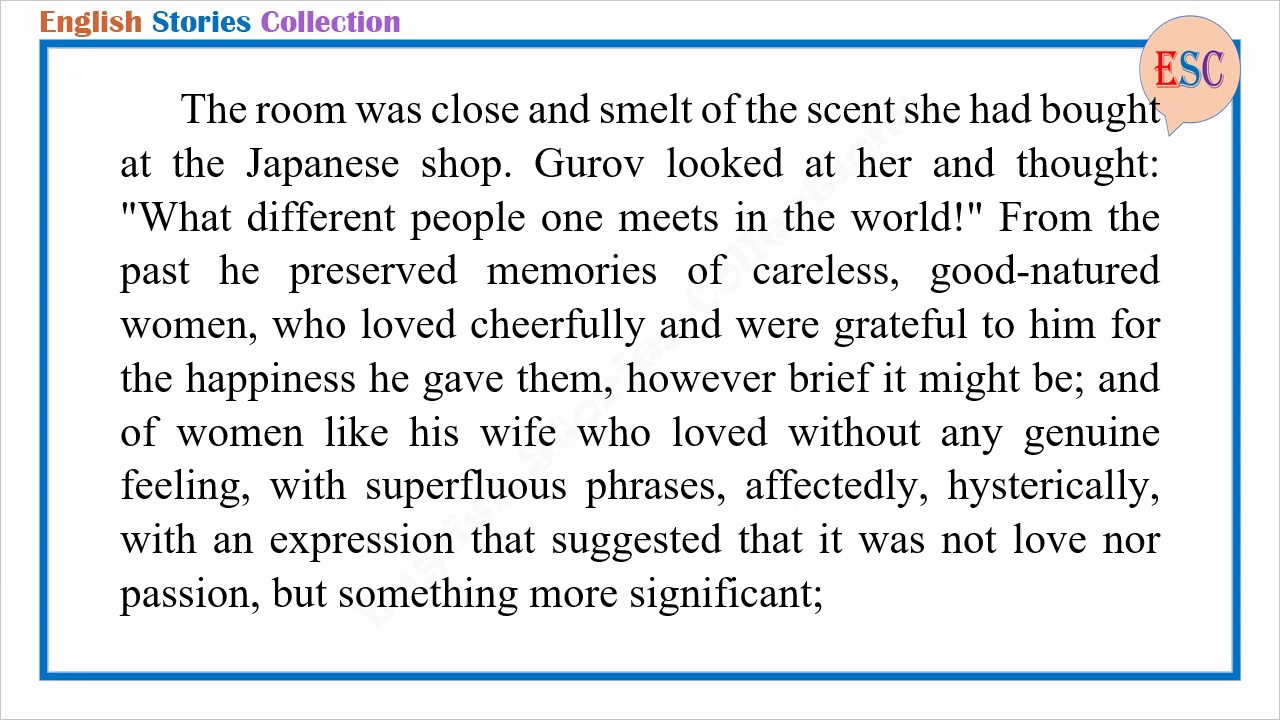 English Stories Collection
ESC
The room was close and smelt of the scent she had bought
at the Japanese shop. Gurov looked at her and thought:
"What different people one meets in the world!" From the
past he preserved memories of careless, good-natured
women, who loved cheerfully and were grateful to him for
the happiness he gave them, however brief it might be; and
of women like his wife who loved without any genuine
feeling, with superfluous phrases, affectedly, hysterically,
with an expression that suggested that it was not love nor
passion, but something more significant;
English Stories Collection